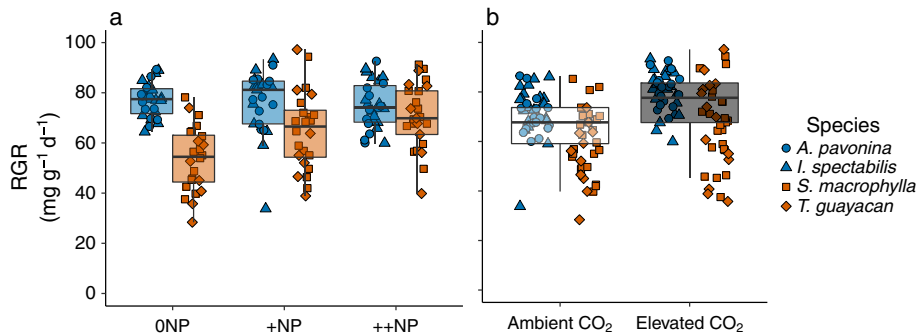 a
b
100
80
60
40
20
0
RGR
(mg g⁻¹ d⁻¹)
0NP
+NP
++NP
Ambient CO₂
Elevated CO₂
Species
A. pavonina
I. spectabilis
S. macrophylla
T. guayacan